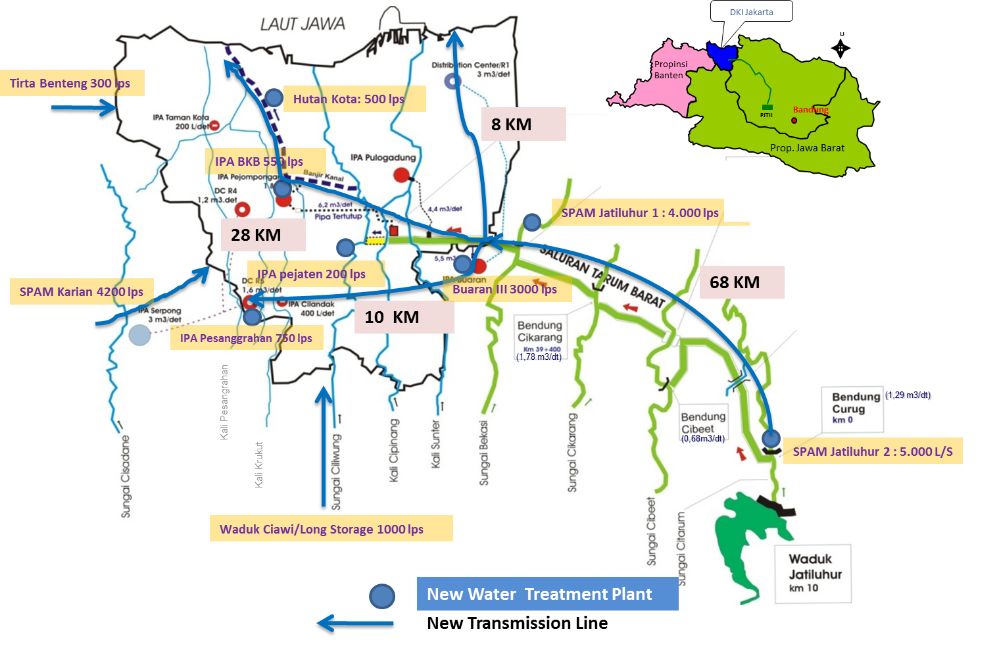 LAUT JAWA
DKI Jakarta
U
Propinsi
Banten
Bandung
Prop. Jawa Barat
Tirta Benteng 300 lps
Distribution Center/R1
3 m3/det
Hutan Kota: 500 lps
IPA Taman Kota
200 L/det
8 KM
IPA BKB 550 lps
IPA Pulogadung
IPA Pejompongan
Banjir Kanal
DC R4
1,2 m3/det
6,2 m3/det
4,4 m3/det
Pipa Tertutup
SPAM Jatiluhur 1 : 4.000 lps
28 KM
SALURAN TARUM BARAT
5,5 m3
IPA Buaran
IPA pejaten 200 lps
Buaran III 3000 lps
68 KM
SPAM Karian 4200 lps
DC R5
1,6 m3/det
IPA Cilandak
400 L/det
10 KM
IPA Serpong
3 m3/det
IPA Pesanggrahan 750 lps
Bendung
Cikarang
Km 39+400
(1,78 m3/dt)
Kali Pesangrahan
Kali Krukut
Sungai Cisadane
Sungai Ciliwung
Kali Cipinang
Kali Sunter
Sungai Bekasi
Sungai Cikarang
Bendung
Cibeet
(0,68m3/dt)
Bendung
Curug
km 0
(1,29 m3/dt)
SPAM Jatiluhur 2 : 5.000 L/S
Sungai Cibeet
Sungai Citarum
Waduk Ciawi/Long Storage 1000 lps
Waduk
Jatiluhur
km 10
New Water Treatment Plant
New Transmission Line